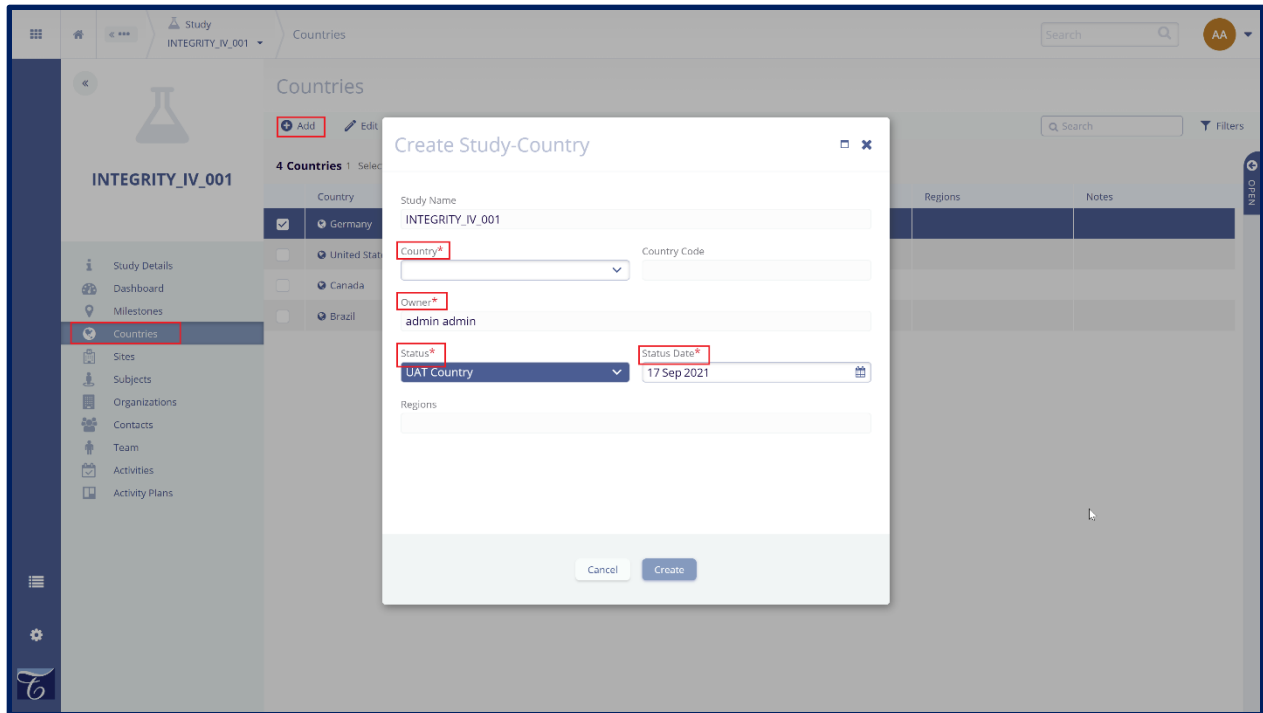 Study
INTEGRITY_IV_001
Countries
Search
AA
Countries
Add
Edit
Search
Filters
4 Countries 1
OPEN
INTEGRITY_IV_001
Country
Regions
Notes
Germany
United
Canada
Brazil
Study Details
Dashboard
Milestones
Countries
Sites
Subjects
Organizations
Contacts
Team
Activities
Activity Plans
Create Study-Country
Study Name
INTEGRITY_IV_001
Country*
Country Code
Owner*
admin admin
Status*
Status Date*
UAT Country
17 Sep 2021
Regions
Cancel
Create